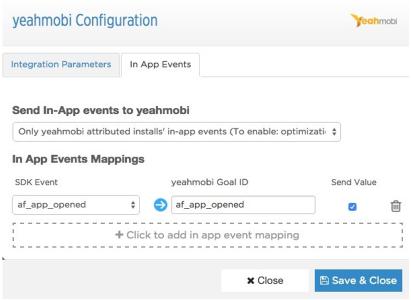 yeahmobi Configuration
Yeahmobi
Integration Parameters
In App Events
Send In-App events to yeahmobi
Only yeahmobi attributed installs' in-app events (To enable: optimizati
In App Events Mappings
SDK Event
yeahmobi Goal ID
Send Value
af_app_opened
af_app_opened
+ Click to add in app event mapping
× Close
Save & Close